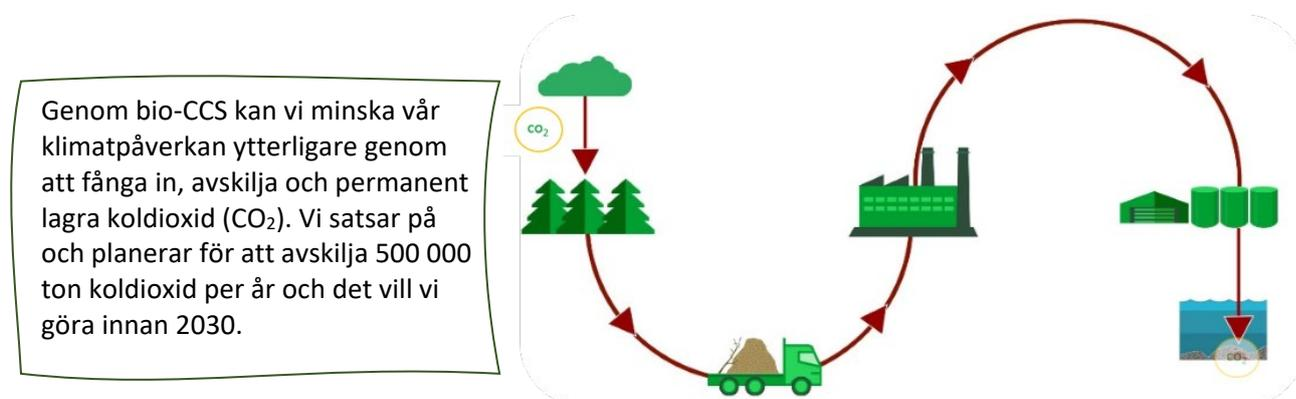 Genom bio-CCS kan vi minska vår
klimatpåverkan ytterligare genom
att fånga in, avskilja och permanent
lagra koldioxid (CO₂). Vi satsar på
och planerar för att avskilja 500 000
ton koldioxid per år och det vill vi
göra innan 2030.
CO₂
CO₂